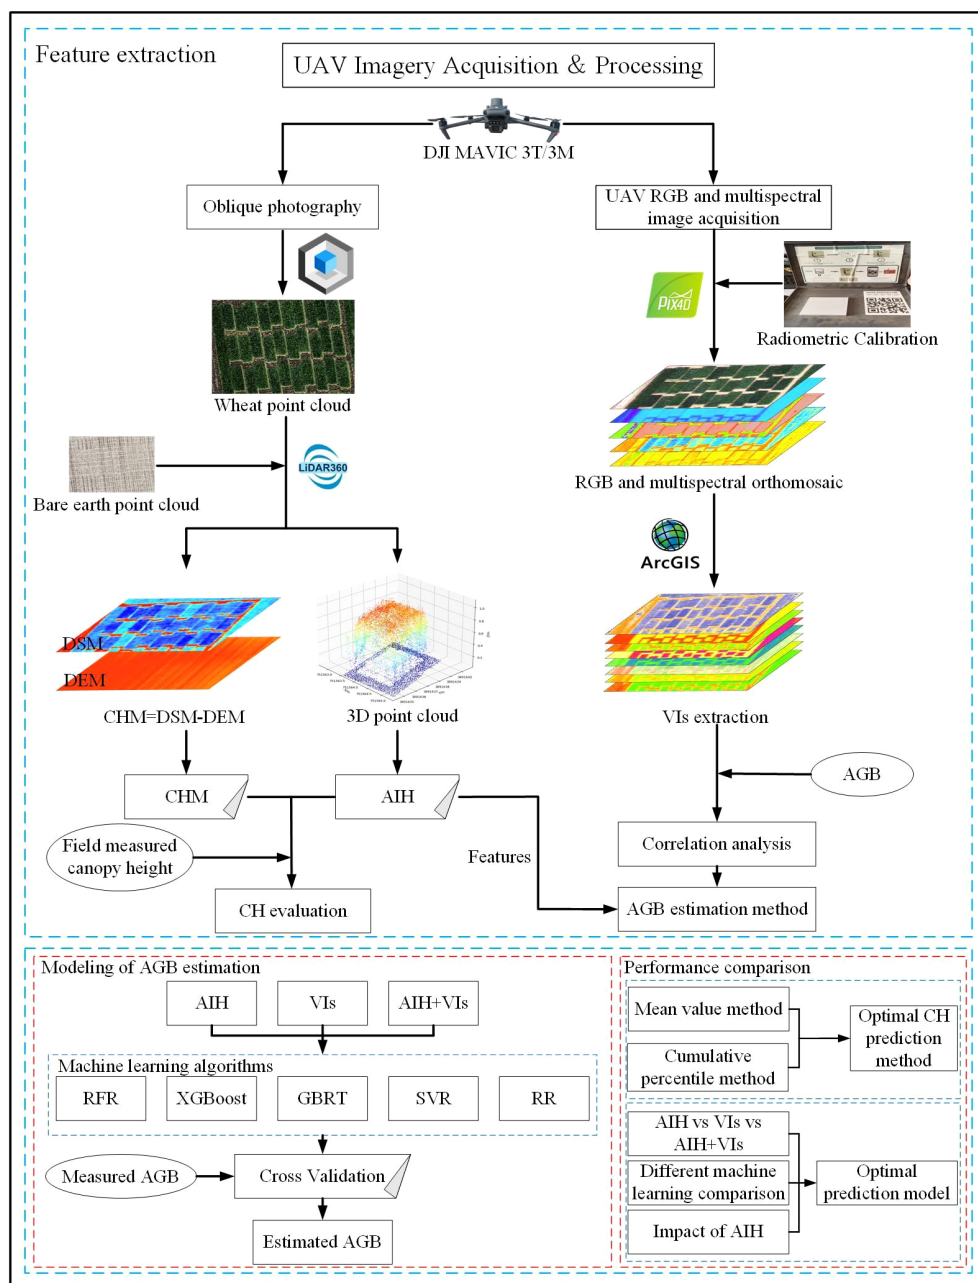 Feature extraction
UAV Imagery Acquisition & Processing
DJI MAVIC 3T/3M
Oblique photography
UAV RGB and multispectral
image acquisition
PIX4D
Radiometric Calibration
Wheat point cloud
LiDAR360
Bare earth point cloud
RGB and multispectral orthomosaic
ArcGIS
DSM
DEM
CHM=DSM-DEM
3D point cloud
VIs extraction
CHM
AIH
AGB
Field measured
canopy height
Features
Correlation analysis
CH evaluation
AGB estimation method
Modeling of AGB estimation
AIH
VIs
AIH+VIs
Machine learning algorithms
RFR
XGBoost
GBRT
SVR
RR
Measured AGB
Cross Validation
Estimated AGB
Performance comparison
Mean value method
Cumulative
percentile method
Optimal CH
prediction
method
AIH vs VIs vs
AIH+VIs
Different machine
learning comparison
Impact of AIH
Optimal
prediction model